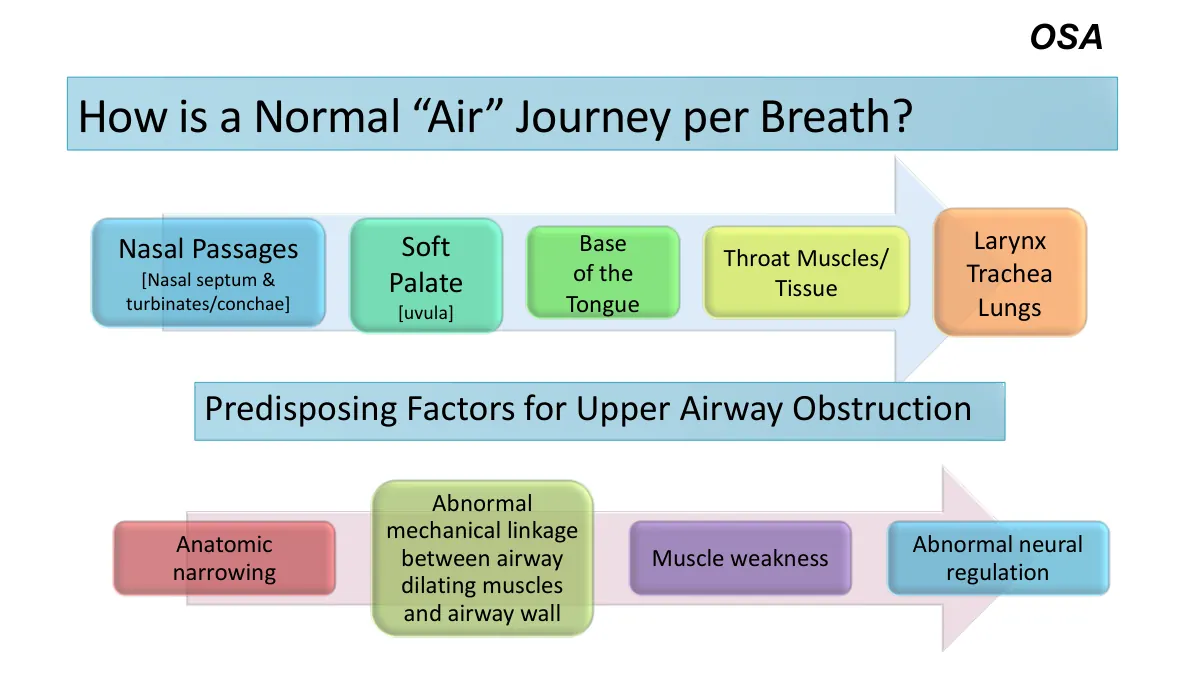 OSA
How is a Normal “Air” Journey per Breath?
Nasal Passages
[Nasal septum &
turbinates/conchae]
Soft
Palate
[uvula]
Base
of the
Tongue
Throat Muscles/
Tissue
Larynx
Trachea
Lungs
Predisposing Factors for Upper Airway Obstruction
Anatomic
narrowing
Abnormal
mechanical linkage
between airway
dilating muscles
and airway wall
Muscle weakness
Abnormal neural
regulation